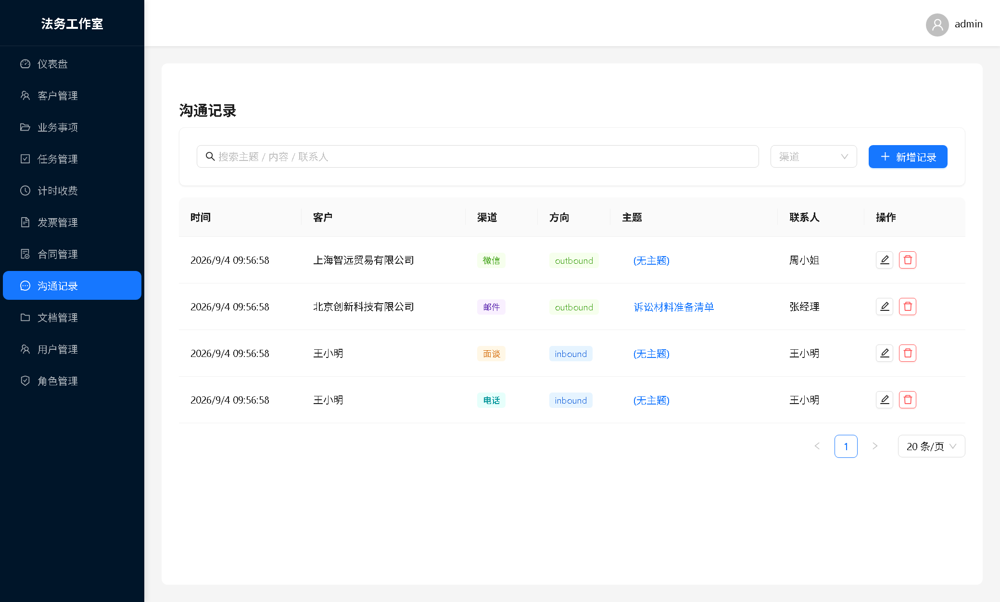 法务工作室
admin
仪表盘
客户管理
业务事项
任务管理
计时收费
发票管理
合同管理
沟通记录
文档管理
用户管理
角色管理
沟通记录
搜索主题 / 内容 / 联系人
渠道
新增记录
时间 客户 渠道 方向 主题 联系人 操作
2026/9/4 09:56:58 上海智远贸易有限公司 微信 outbound (无主题) 周小姐
2026/9/4 09:56:58 北京创新科技有限公司 邮件 outbound 诉讼材料准备清单 张经理
2026/9/4 09:56:58 王小明 面谈 inbound (无主题) 王小明
2026/9/4 09:56:58 王小明 电话 inbound (无主题) 王小明
1 20 条/页